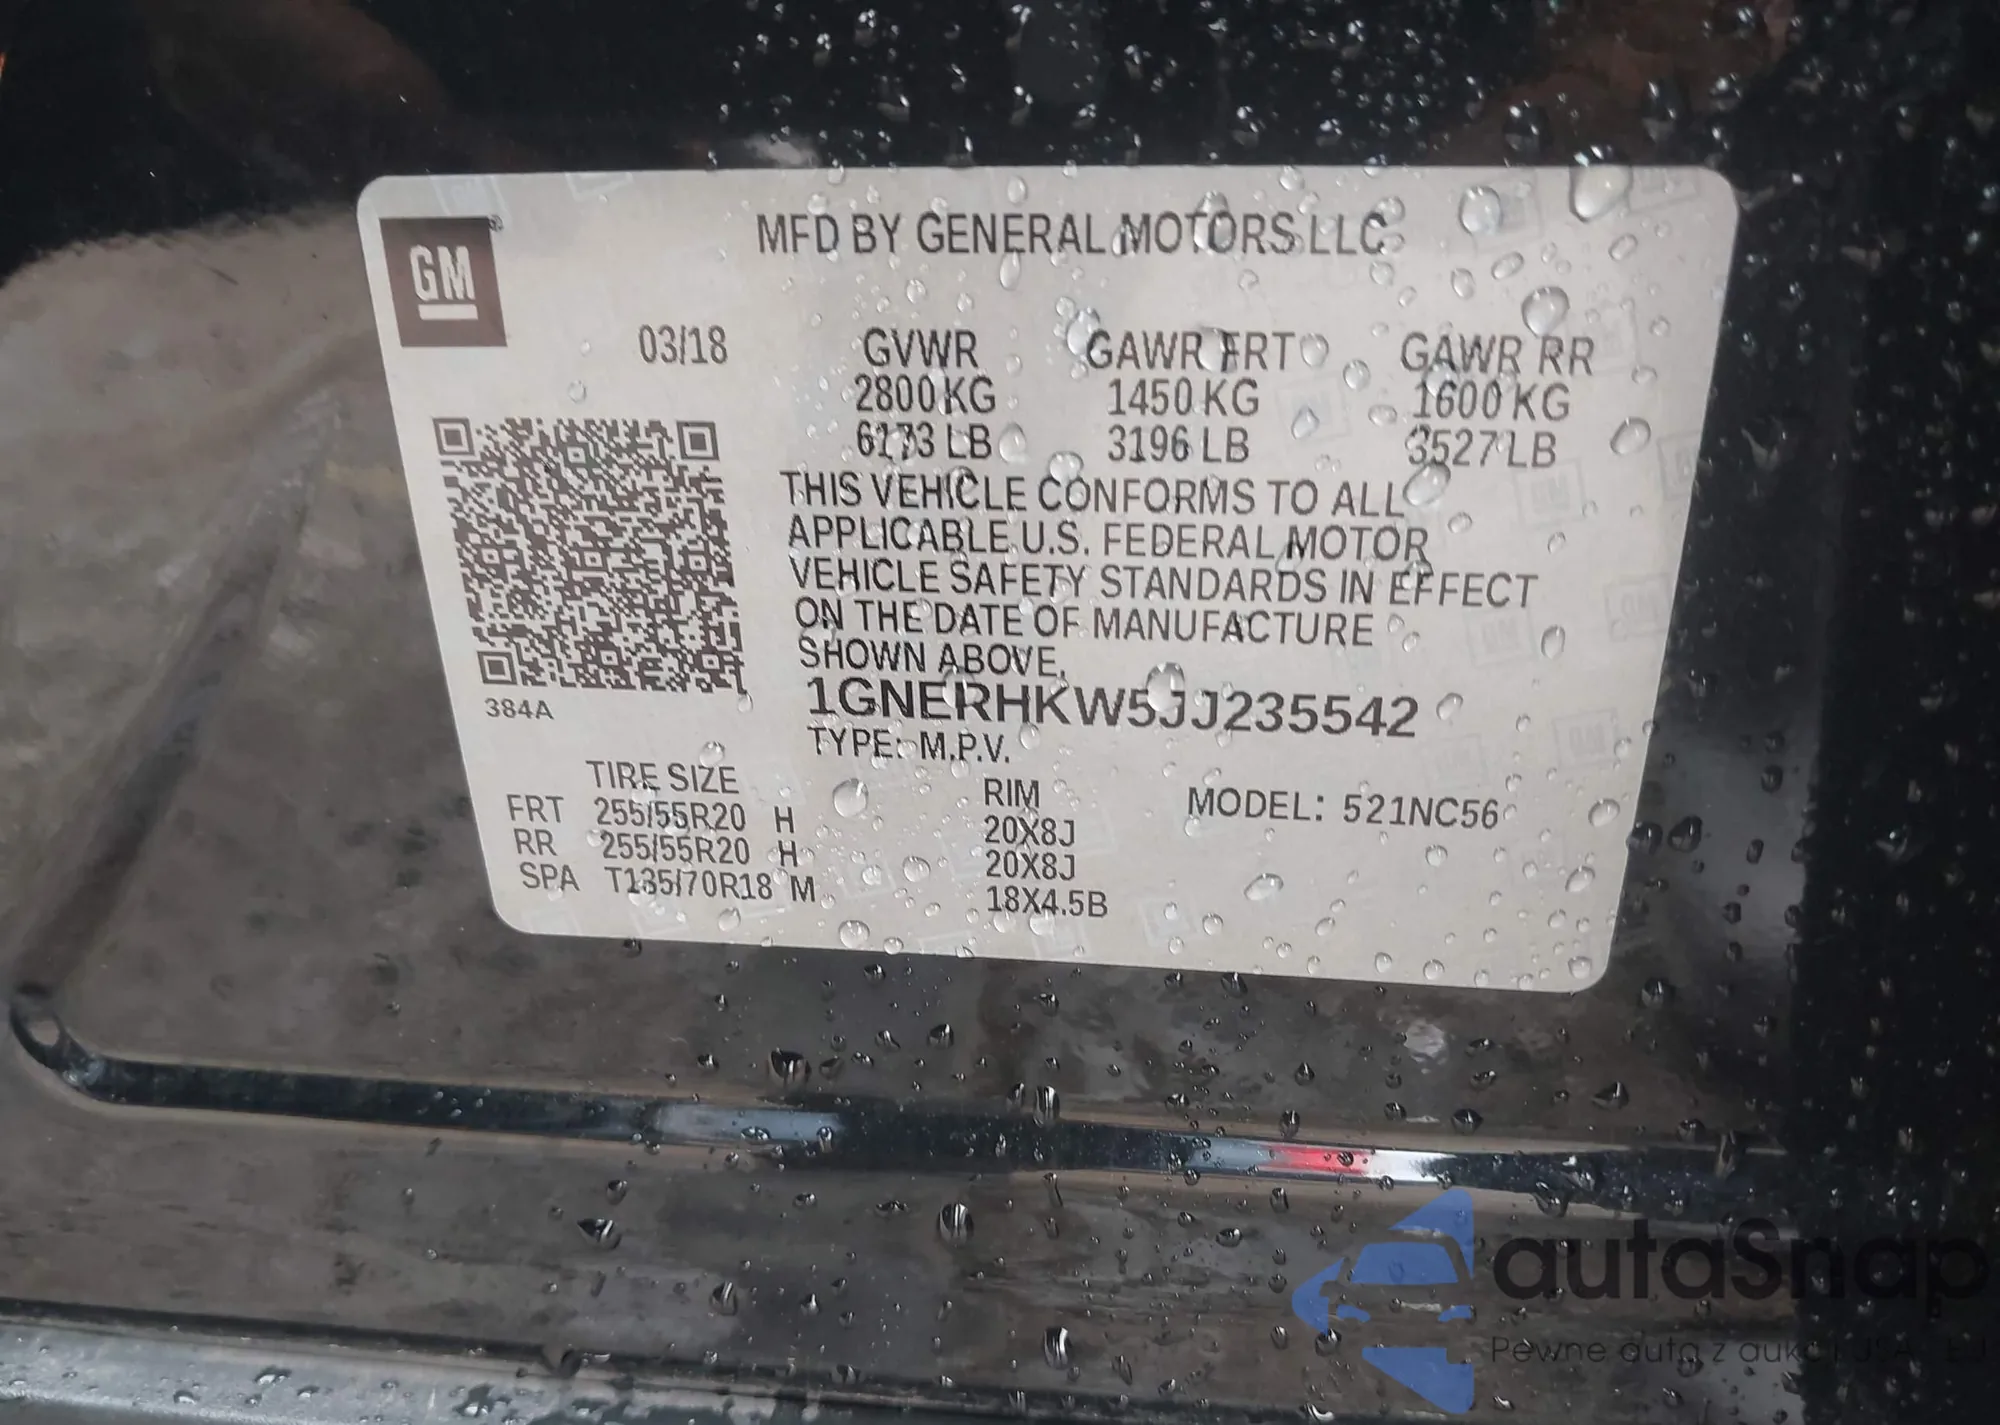 GM®
MFD BY GENERAL MOTORS LLC
03/18 GVWR GAWR FRT GAWR RR
2800 KG 1450 KG 1600 KG
6173 LB 3196 LB 3527 LB
THIS VEHICLE CONFORMS TO ALL
APPLICABLE U.S. FEDERAL MOTOR
VEHICLE SAFETY STANDARDS IN EFFECT
ON THE DATE OF MANUFACTURE
SHOWN ABOVE.
384A
1GNERHKW5JJ235542
TYPE: M.P.V.
TIRE SIZE RIM MODEL: 521NC56
FRT 255/55R20 H 20X8J
RR 255/55R20 H 20X8J
SPA T135/70R18 M 18X4.5B
autaSnap
Pewne auta z aukcji